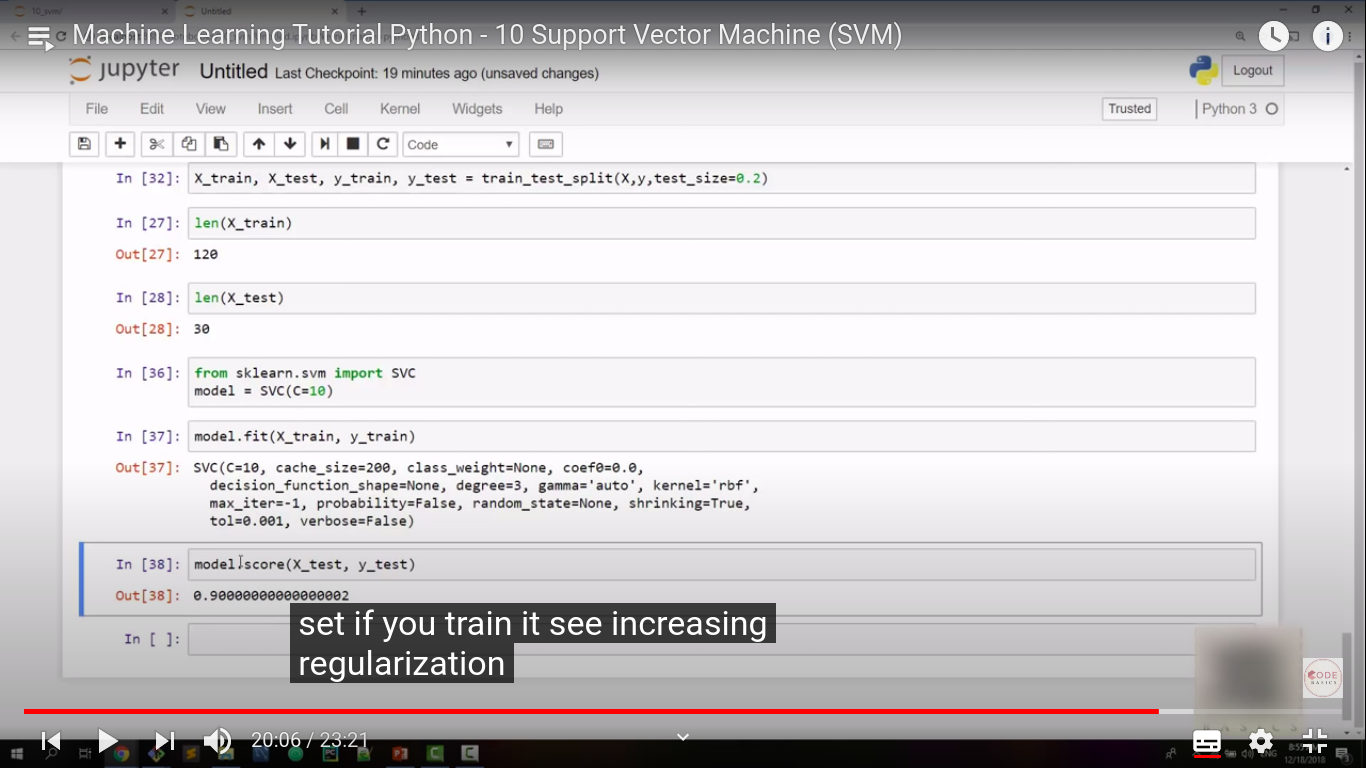 10_svm/
Untitled
Machine Learning Tutorial Python - 10 Support Vector Machine (SVM)
jupyter Untitled Last Checkpoint: 19 minutes ago (unsaved changes)
Logout
File Edit View Insert Cell Kernel Widgets Help
Trusted
Python 3
Code
In [32]: X_train, X_test, y_train, y_test = train_test_split(X,y,test_size=0.2)
In [27]: len(X_train)
Out[27]: 120
In [28]: len(X_test)
Out[28]: 30
In [36]: from sklearn.svm import SVC
model = SVC(C=10)
In [37]: model.fit(X_train, y_train)
Out[37]: SVC(C=10, cache_size=200, class_weight=None, coef0=0.0,
decision_function_shape=None, degree=3, gamma='auto', kernel='rbf',
max_iter=-1, probability=False, random_state=None, shrinking=True,
tol=0.001, verbose=False)
In [38]: model.score(X_test, y_test)
Out[38]: 0.90000000000000002
set if you train it see increasing
regularization
In [ ]:
CODE
BASICS
20:06 / 23:21
ENG
12/18/2018